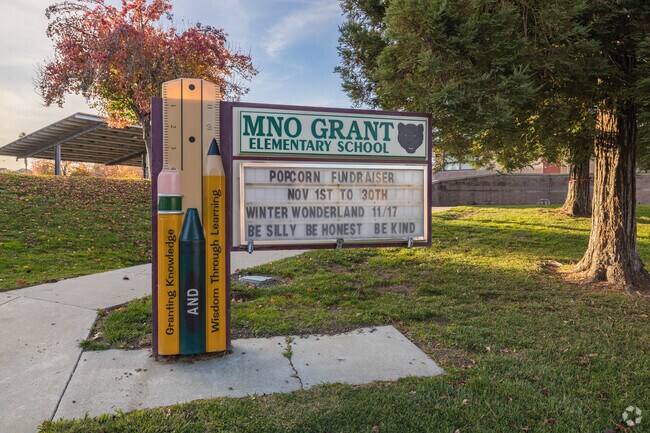 MNO GRANT
ELEMENTARY SCHOOL
POPCORN FUNDRAISER
NOV 1ST TO 30TH
WINTER WONDERLAND 11/17
BE SILLY BE HONEST BE KIND
Granting Knowledge
AND
Wisdom Through Learning